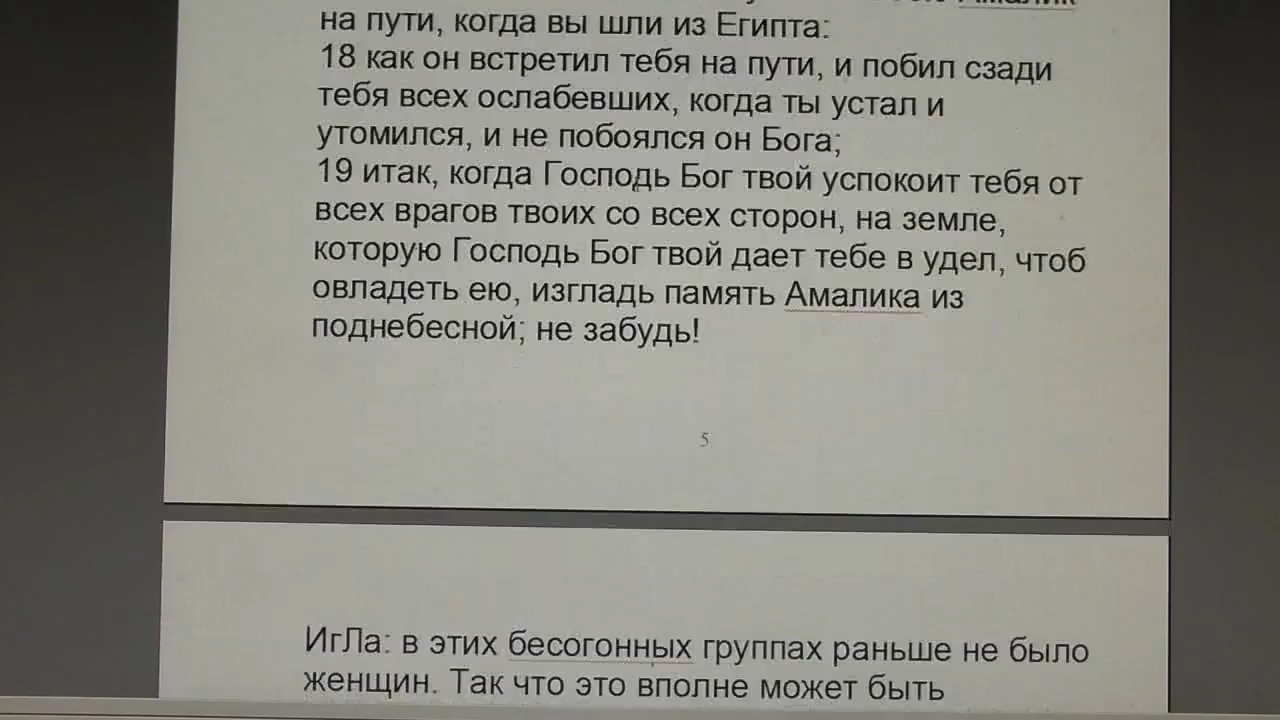 на пути, когда вы шли из Египта:
18 как он встретил тебя на пути, и побил сзади
тебя всех ослабевших, когда ты устал и
утомился, и не побоялся он Бога;
19 итак, когда Господь Бог твой успокоит тебя от
всех врагов твоих со всех сторон, на земле,
которую Господь Бог твой дает тебе в удел, чтоб
овладеть ею, изгладь память Амалика из
поднебесной; не забудь!
5
ИгЛа: в этих бесогонных группах раньше не было
женщин. Так что это вполне может быть